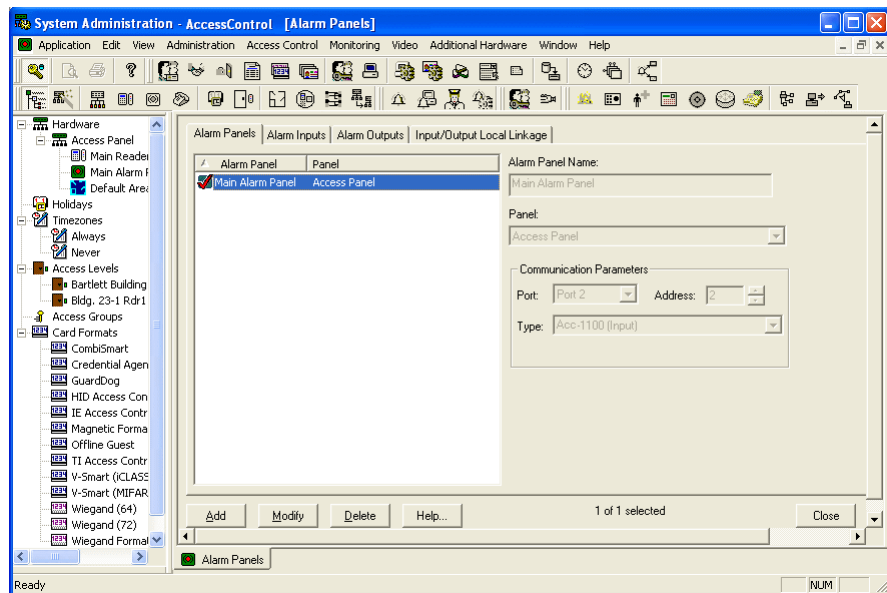 System Administration - AccessControl [Alarm Panels]
Application Edit View Administration Access Control Monitoring Video Additional Hardware Window Help
Hardware
Access Panel
Main Reader
Main Alarm P
Default Area
Holidays
Timezones
Always
Never
Access Levels
Bartlett Building
Bldg. 23-1 Rdr1
Access Groups
Card Formats
CombiSmart
Credential Agen
GuardDog
HID Access Con
IE Access Contr
Magnetic Forma
Offline Guest
TI Access Contr
V-Smart (iCLASS
V-Smart (MIFAR
Wiegand (64)
Wiegand (72)
Wiegand Format
Alarm Panels Alarm Inputs Alarm Outputs Input/Output Local Linkage
Alarm Panel Panel
Main Alarm Panel Access Panel
Alarm Panel Name:
Main Alarm Panel
Panel:
Access Panel
Communication Parameters
Port: Port 2 Address: 2
Type: Acc-1100 (Input)
Add Modify Delete Help... 1 of 1 selected Close
Alarm Panels
Ready NUM